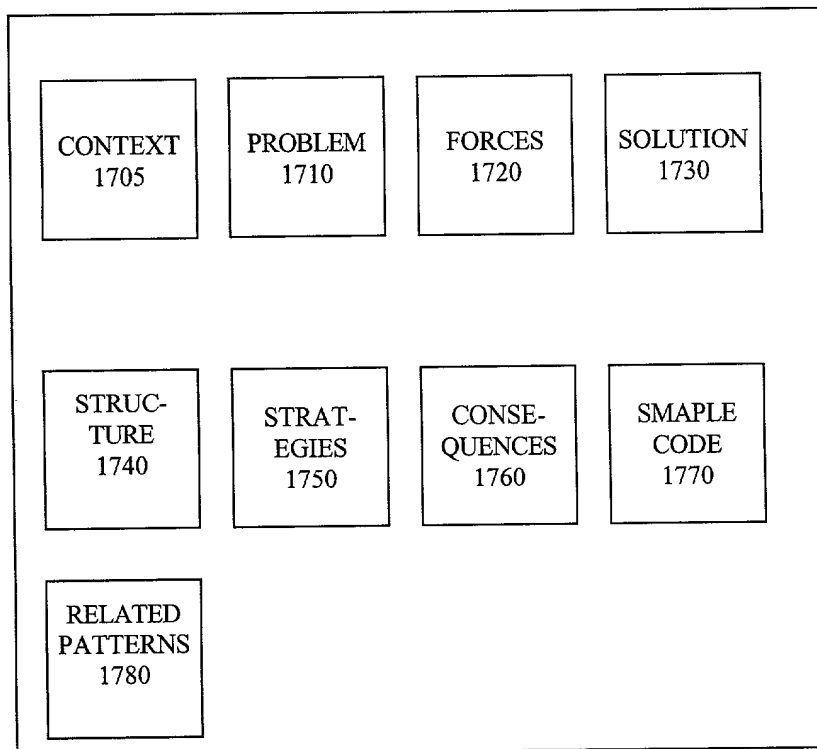 CONTEXT
1705
PROBLEM
1710
FORCES
1720
SOLUTION
1730
STRUC-
TURE
1740
STRAT-
EGIES
1750
CONSE-
QUENCES
1760
SMAPLE
CODE
1770
RELATED
PATTERNS
1780